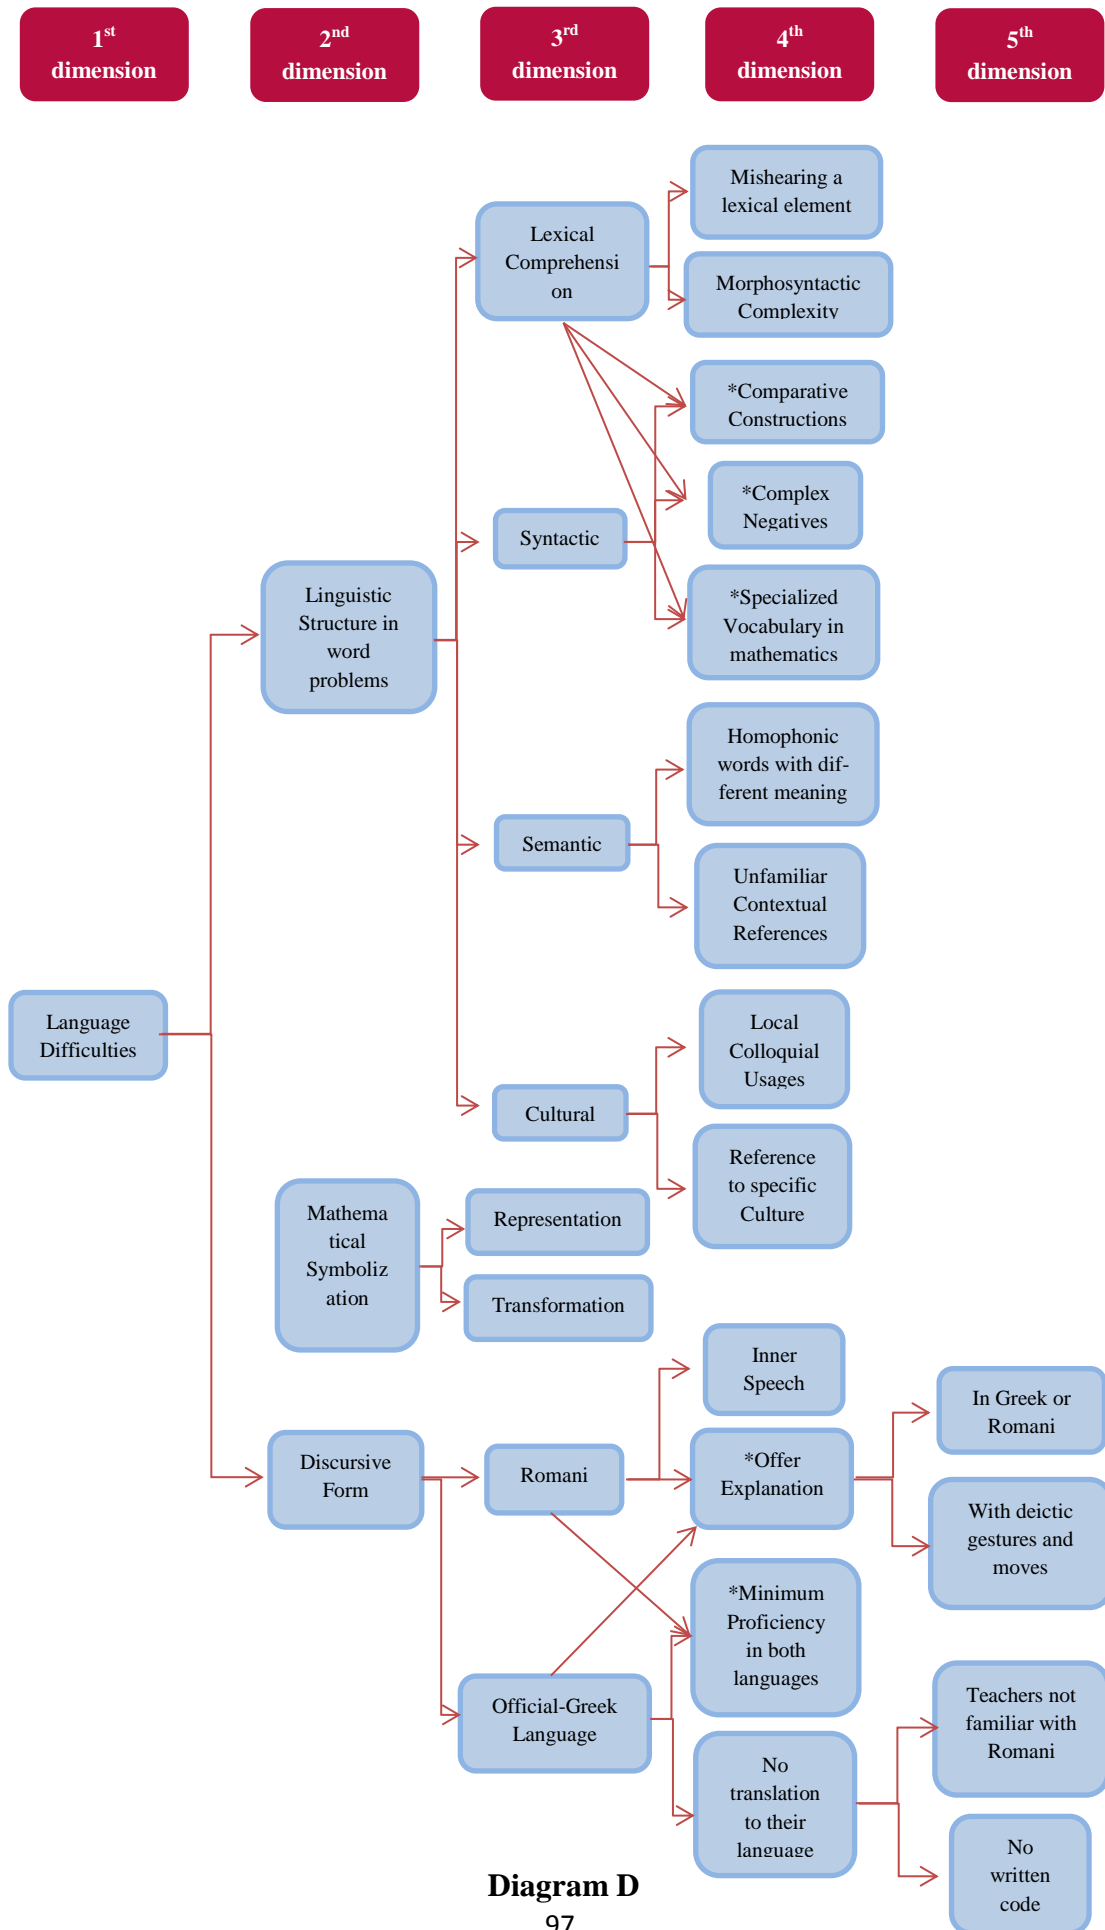 1st
dimension
2nd
dimension
3rd
dimension
4th
dimension
5th
dimension
Mishearing a
lexical element
Lexical
Comprehensi
on
Morphosyntactic
Complexity
*Comparative
Constructions
*Complex
Negatives
Syntactic
Linguistic
Structure in
word
problems
*Specialized
Vocabulary in
mathematics
Homophonic
words with dif-
ferent meaning
Semantic
Unfamiliar
Contextual
References
Language
Difficulties
Local
Colloquial
Usages
Cultural
Reference
to specific
Culture
Mathema
tical
Symboliz
ation
Representation
Transformation
Inner
Speech
In Greek or
Romani
Discursive
Form
Romani
*Offer
Explanation
With deictic
gestures and
moves
*Minimum
Proficiency
in both
languages
Official-Greek
Language
Teachers not
familiar with
Romani
No
translation
to their
language
No
written
code
Diagram D
97